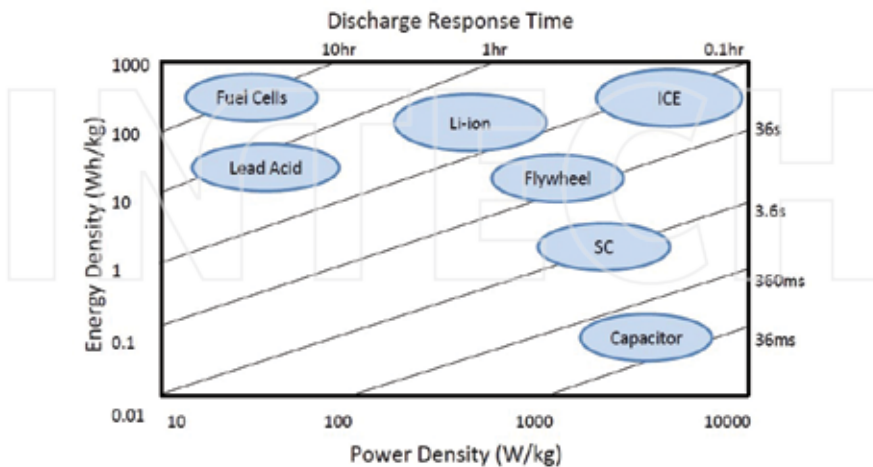 Discharge Response Time
10hr 1hr 0.1hr
1000
Fuel Cells
ICE
Li-ion
100
36s
Lead Acid
Flywheel
10
3.6s
SC
1
360ms
0.1
Capacitor
36ms
0.01
10 100 1000 10000
Energy Density (Wh/kg)
Power Density (W/kg)
INTECH